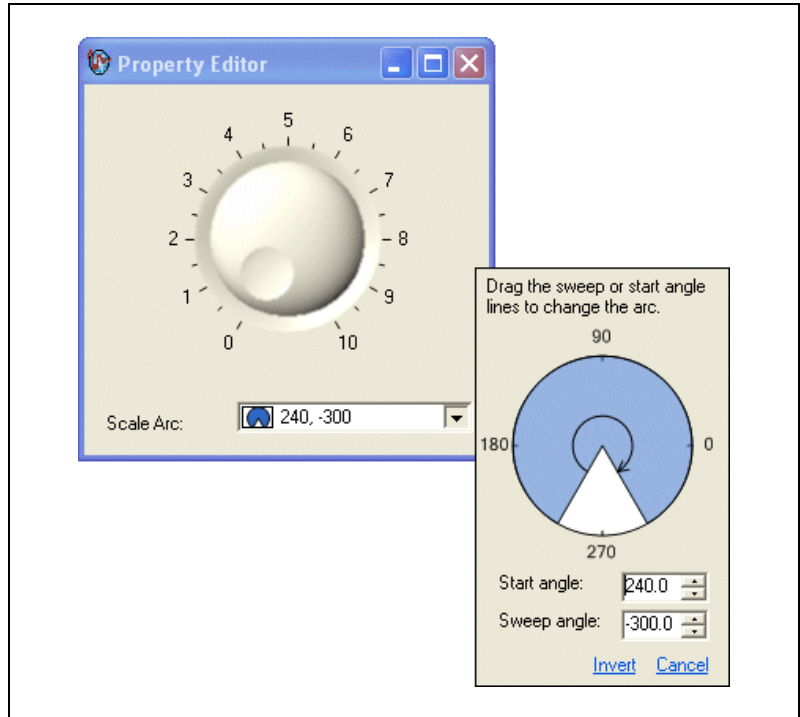 Property Editor
5
4
6
3
7
2
8
1
9
0
10
Scale Arc:
240, -300
Drag the sweep or start angle
lines to change the arc.
90
180
0
270
Start angle:
240.0
Sweep angle:
-300.0
Invert
Cancel